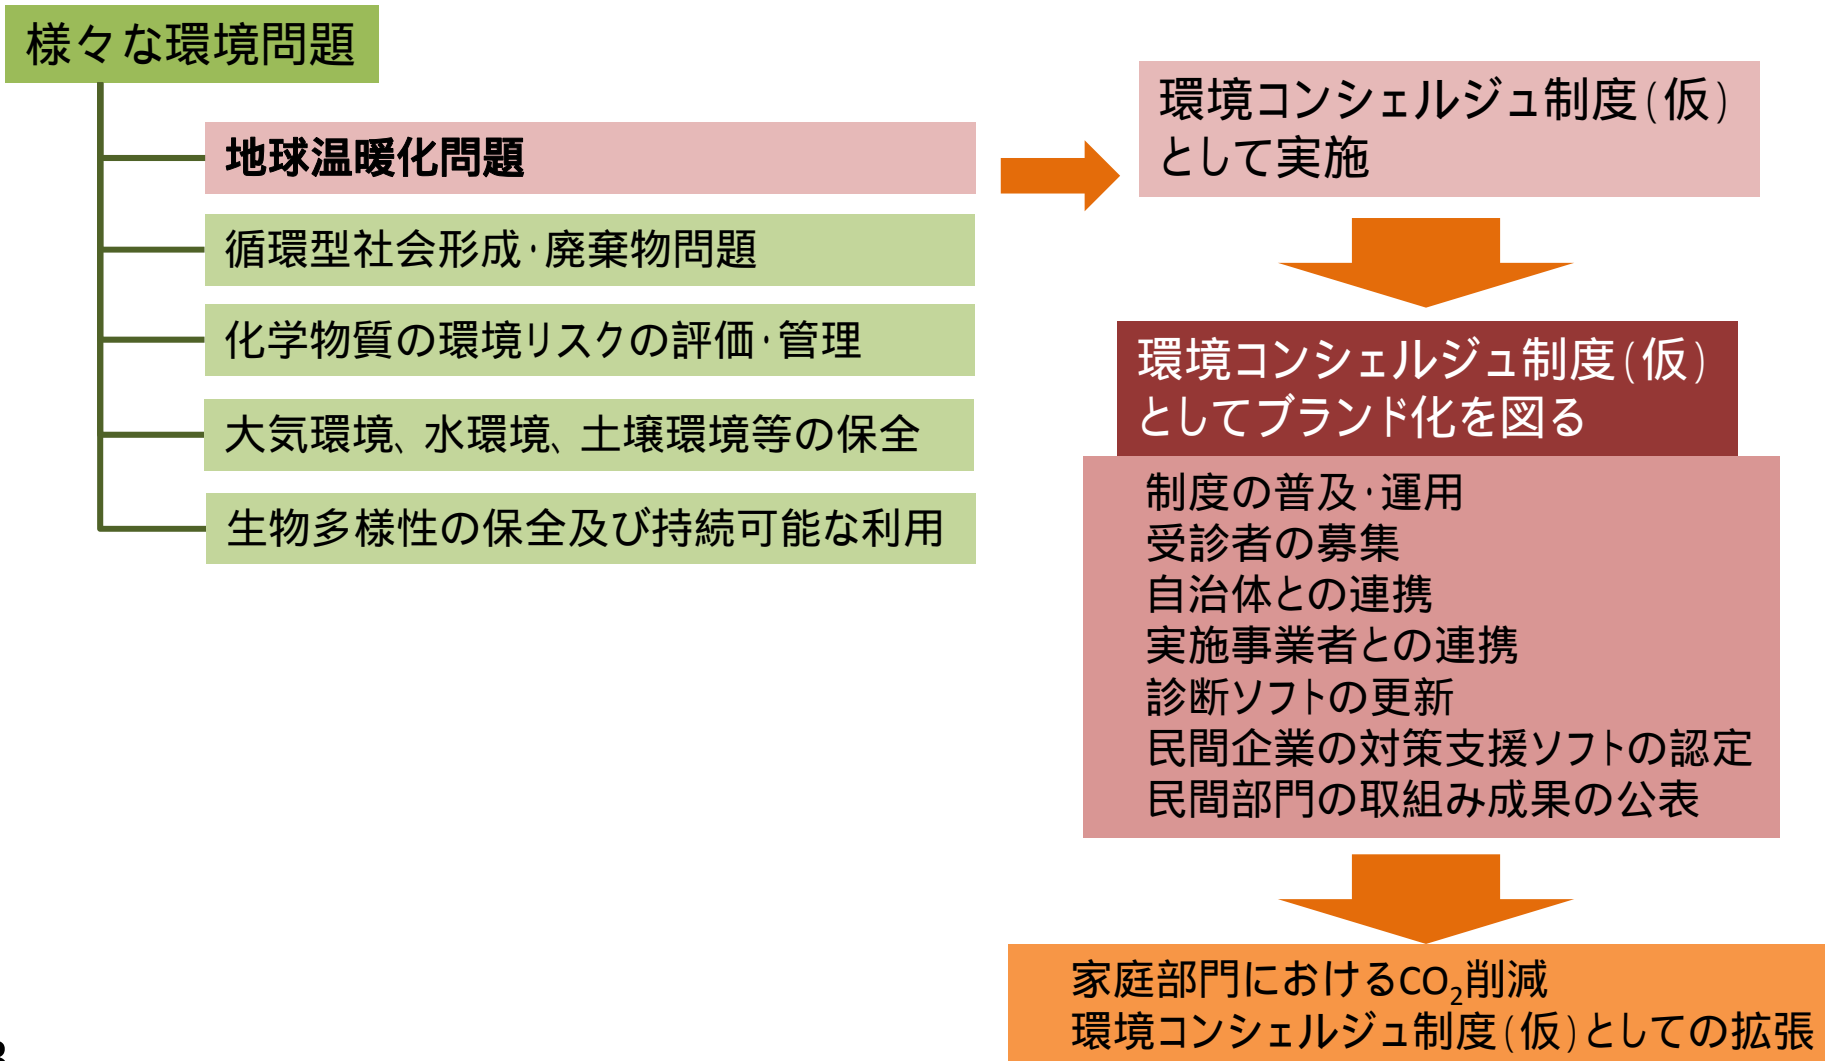 様々な環境問題
地球温暖化問題
循環型社会形成・廃棄物問題
化学物質の環境リスクの評価・管理
大気環境、水環境、土壌環境等の保全
生物多様性の保全及び持続可能な利用
環境コンシェルジュ制度(仮)
として実施
環境コンシェルジュ制度(仮)
としてブランド化を図る
制度の普及・運用
受診者の募集
自治体との連携
実施事業者との連携
診断ソフトの更新
民間企業の対策支援ソフトの認定
民間部門の取組み成果の公表
家庭部門におけるCO₂削減
環境コンシェルジュ制度(仮)としての拡張